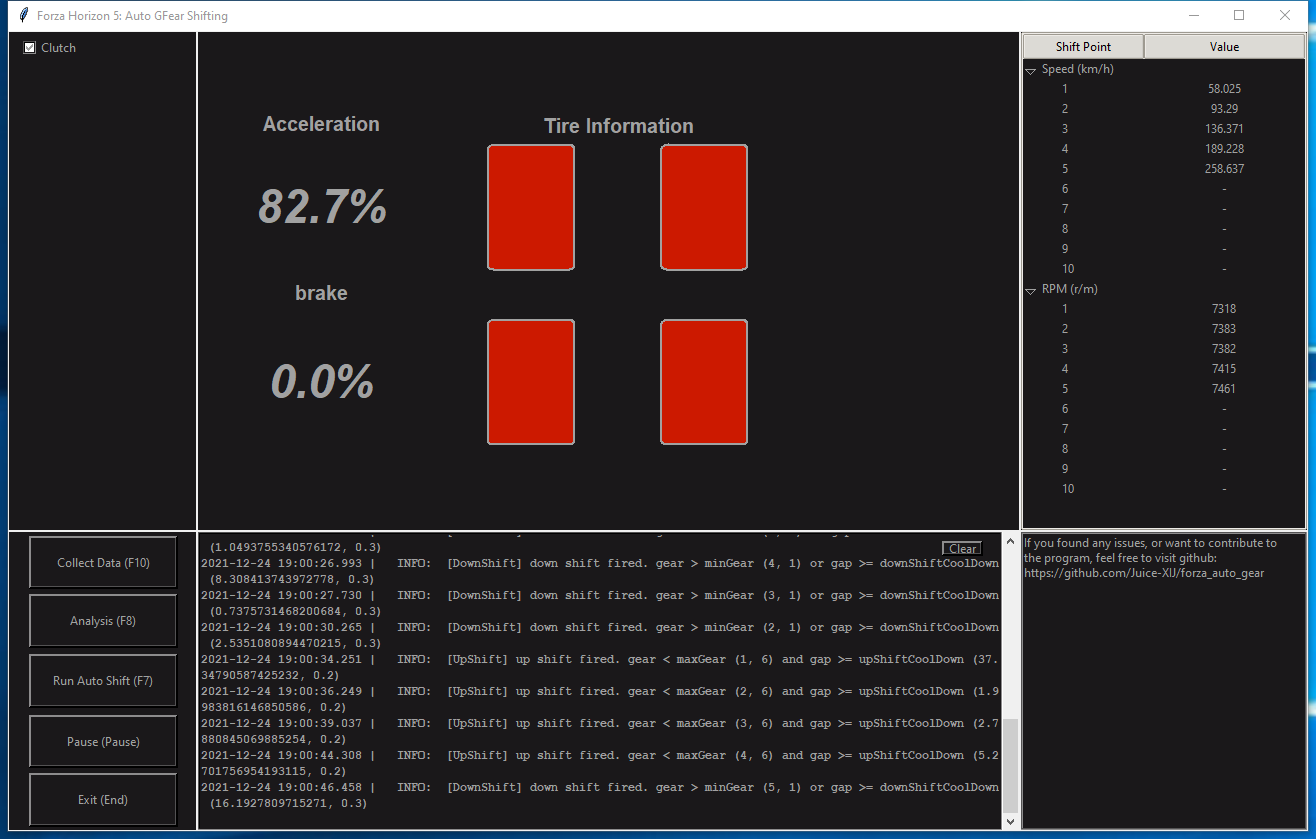 Forza Horizon 5: Auto GFear Shifting
Clutch
Acceleration
82.7%
brake
0.0%
Tire Information
Shift Point Value
Speed (km/h)
1 58.025
2 93.29
3 136.371
4 189.228
5 258.637
6 -
7 -
8 -
9 -
10 -
RPM (r/m)
1 7318
2 7383
3 7382
4 7415
5 7461
6 -
7 -
8 -
9 -
10 -
Collect Data (F10)
Analysis (F8)
Run Auto Shift (F7)
Pause (Pause)
Exit (End)
Clear
(1.0493755340576172, 0.3)
2021-12-24 19:00:26.993 | INFO: [DownShift] down shift fired. gear > minGear (4, 1) or gap >= downShiftCoolDown
(8.308413743972778, 0.3)
2021-12-24 19:00:27.730 | INFO: [DownShift] down shift fired. gear > minGear (3, 1) or gap >= downShiftCoolDown
(0.7375731468200684, 0.3)
2021-12-24 19:00:30.265 | INFO: [DownShift] down shift fired. gear > minGear (2, 1) or gap >= downShiftCoolDown
(2.5351080894470215, 0.3)
2021-12-24 19:00:34.251 | INFO: [UpShift] up shift fired. gear < maxGear (1, 6) and gap >= upShiftCoolDown (37.
34790587425232, 0.2)
2021-12-24 19:00:36.249 | INFO: [UpShift] up shift fired. gear < maxGear (2, 6) and gap >= upShiftCoolDown (1.9
983816146850586, 0.2)
2021-12-24 19:00:39.037 | INFO: [UpShift] up shift fired. gear < maxGear (3, 6) and gap >= upShiftCoolDown (2.7
880845069885254, 0.2)
2021-12-24 19:00:44.308 | INFO: [UpShift] up shift fired. gear < maxGear (4, 6) and gap >= upShiftCoolDown (5.2
701756954193115, 0.2)
2021-12-24 19:00:46.458 | INFO: [DownShift] down shift fired. gear > minGear (5, 1) or gap >= downShiftCoolDown
(16.1927809715271, 0.3)
If you found any issues, or want to contribute to
the program, feel free to visit github:
https://github.com/Juice-XIJ/forza_auto_gear